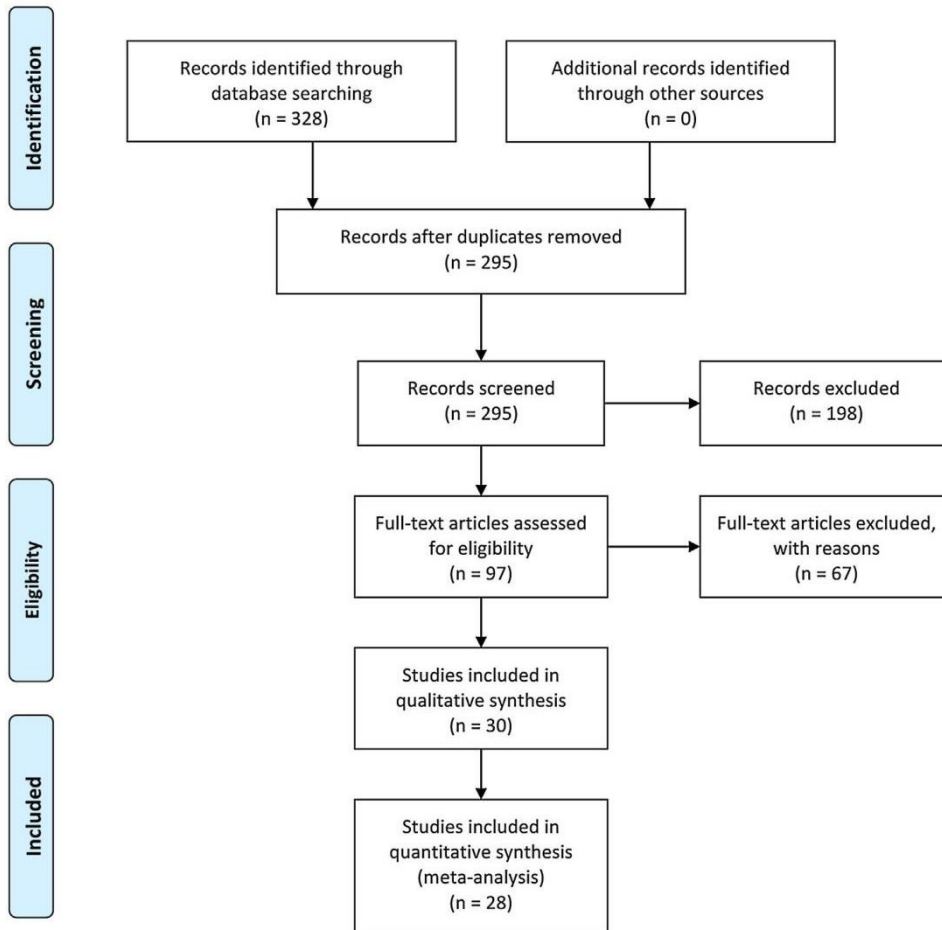 Identification
Records identified through
database searching
(n = 328)
Additional records identified
through other sources
(n = 0)
Records after duplicates removed
(n = 295)
Screening
Records screened
(n = 295)
Records excluded
(n = 198)
Eligibility
Full-text articles assessed
for eligibility
(n = 97)
Full-text articles excluded,
with reasons
(n = 67)
Studies included in
qualitative synthesis
(n = 30)
Included
Studies included in
quantitative synthesis
(meta-analysis)
(n = 28)